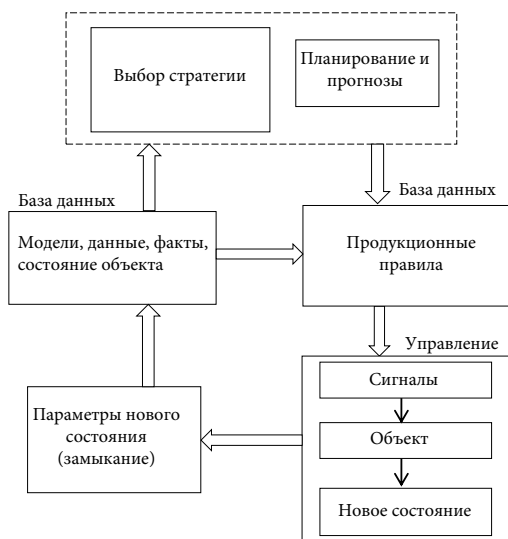 Выбор стратегии
Планирование и
прогнозы
База данных
База данных
Модели, данные, факты,
состояние объекта
Продукционные
правила
Управление
Сигналы
Объект
Новое состояние
Параметры нового
состояния
(замыкание)